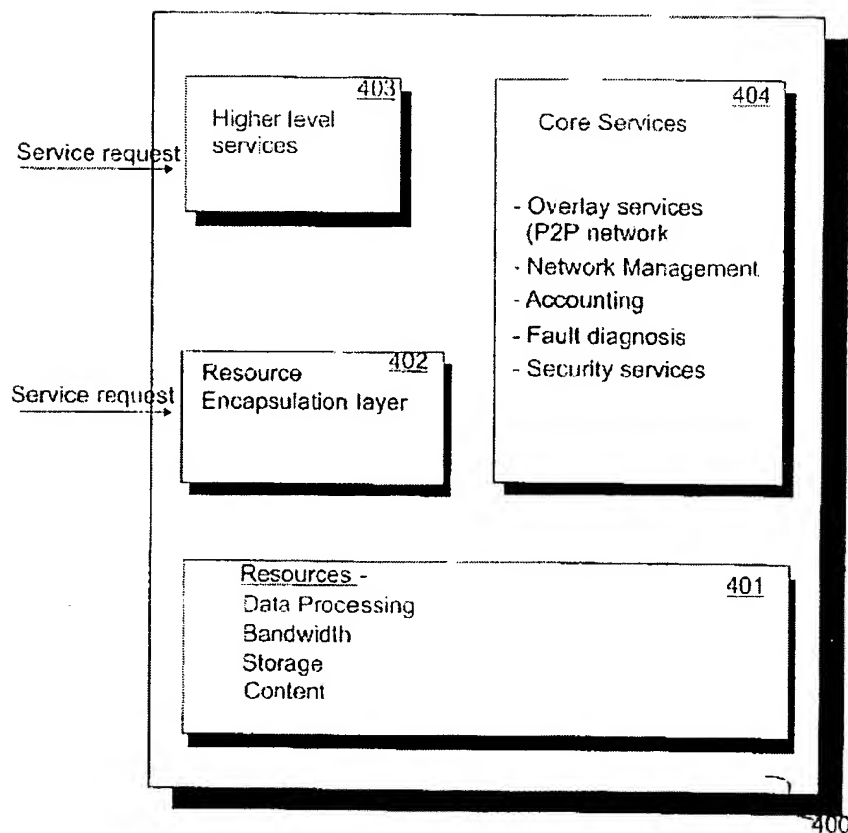 403
Higher level
services
Service request
404
Core Services
- Overlay services
(P2P network
- Network Management
- Accounting
- Fault diagnosis
- Security services
402
Resource
Encapsulation layer
Service request
401
Resources -
Data Processing
Bandwidth
Storage
Content
400